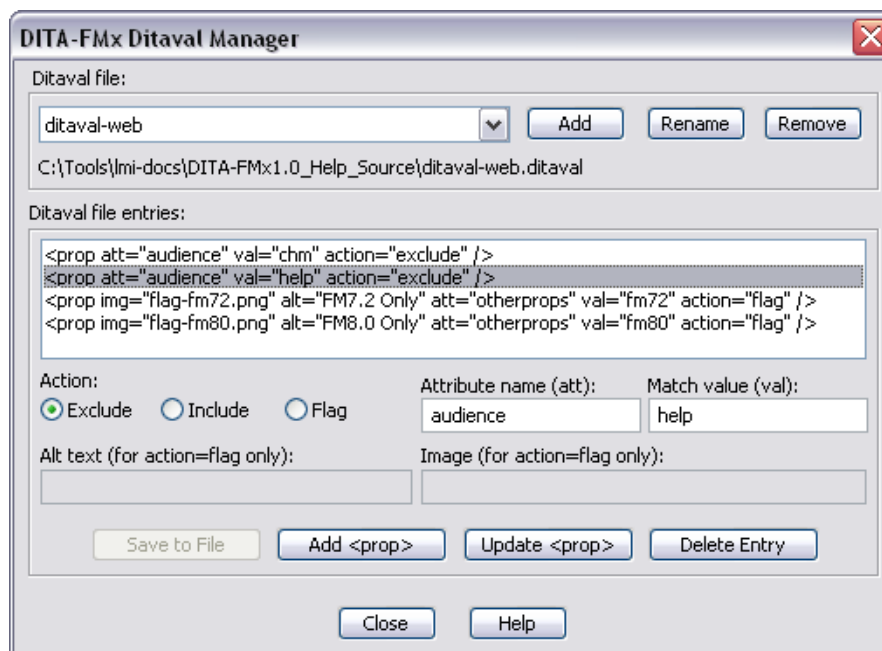 DITA-FMx Ditaval Manager
Ditaval file:
ditaval-web
Add
Rename
Remove
C:\Tools\lmi-docs\DITA-FMx1.0_Help_Source\ditaval-web.ditaval
Ditaval file entries:
<prop att="audience" val="chm" action="exclude" />
<prop att="audience" val="help" action="exclude" />
<prop img="flag-fm72.png" alt="FM7.2 Only" att="otherprops" val="fm72" action="flag" />
<prop img="flag-fm80.png" alt="FM8.0 Only" att="otherprops" val="fm80" action="flag" />
Action:
Exclude
Include
Flag
Attribute name (att):
Match value (val):
audience
help
Alt text (for action=flag only):
Image (for action=flag only):
Save to File
Add <prop>
Update <prop>
Delete Entry
Close
Help